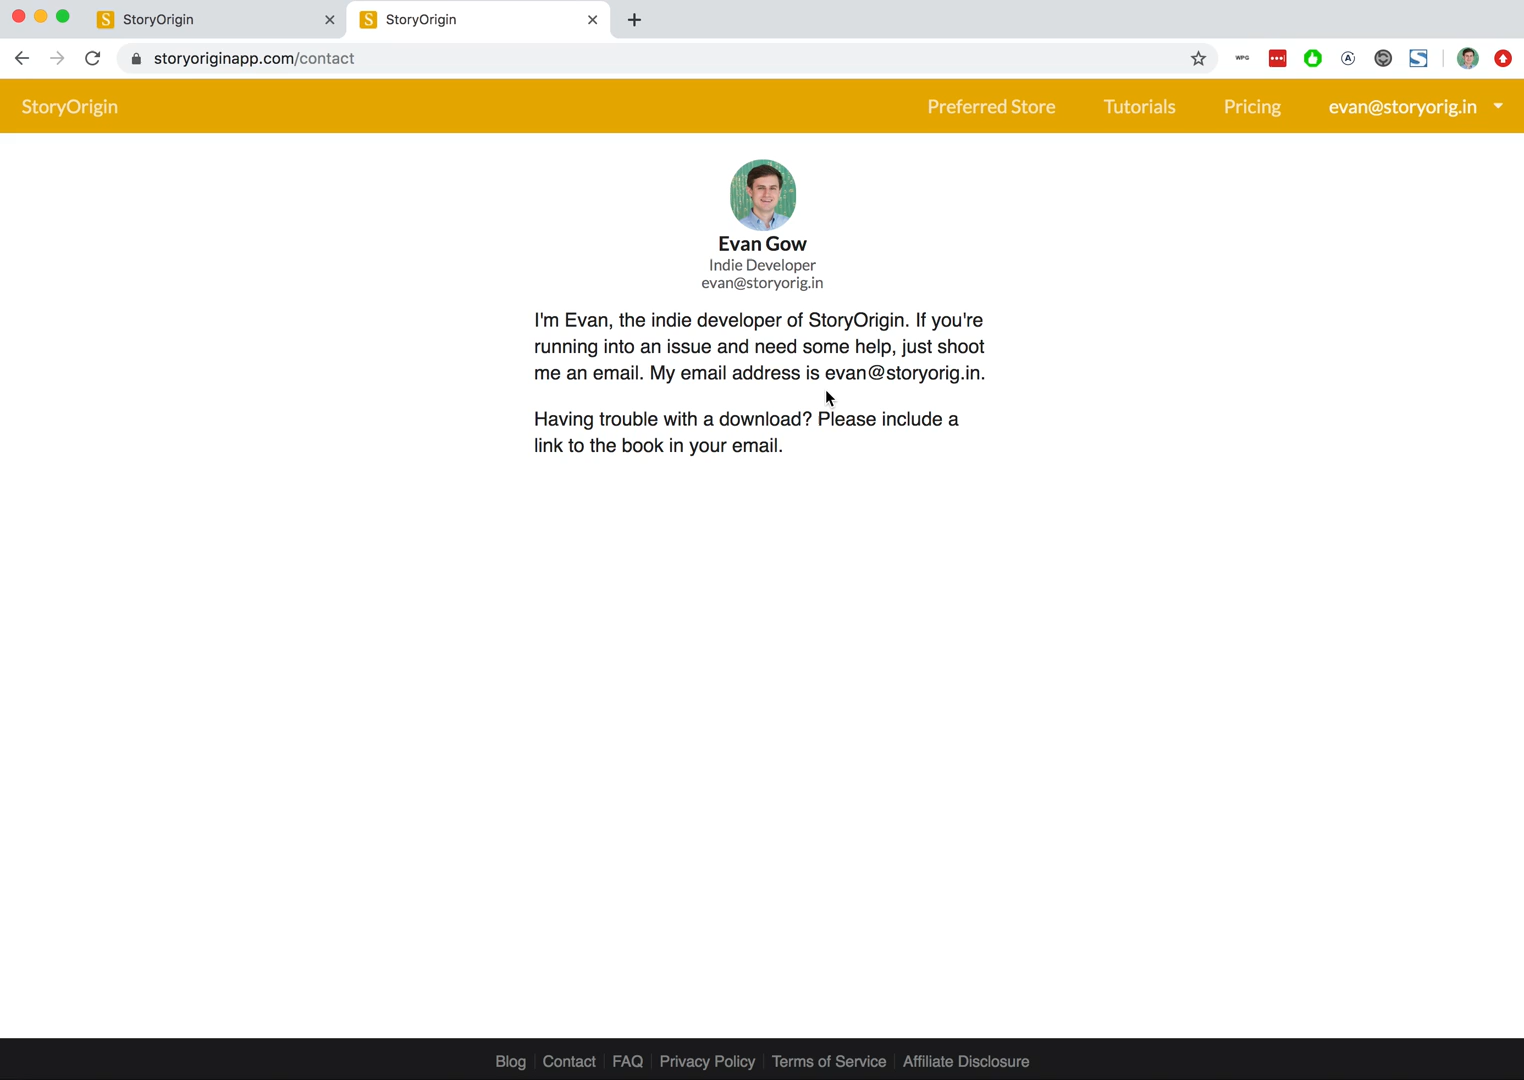 StoryOrigin
StoryOrigin
storyoriginapp.com/contact
WPG
StoryOrigin
Preferred Store
Tutorials
Pricing
evan@storyorig.in
Evan Gow
Indie Developer
evan@storyorig.in
I'm Evan, the indie developer of StoryOrigin. If you're
running into an issue and need some help, just shoot
me an email. My email address is evan@storyorig.in.
Having trouble with a download? Please include a
link to the book in your email.
Blog Contact FAQ Privacy Policy Terms of Service Affiliate Disclosure